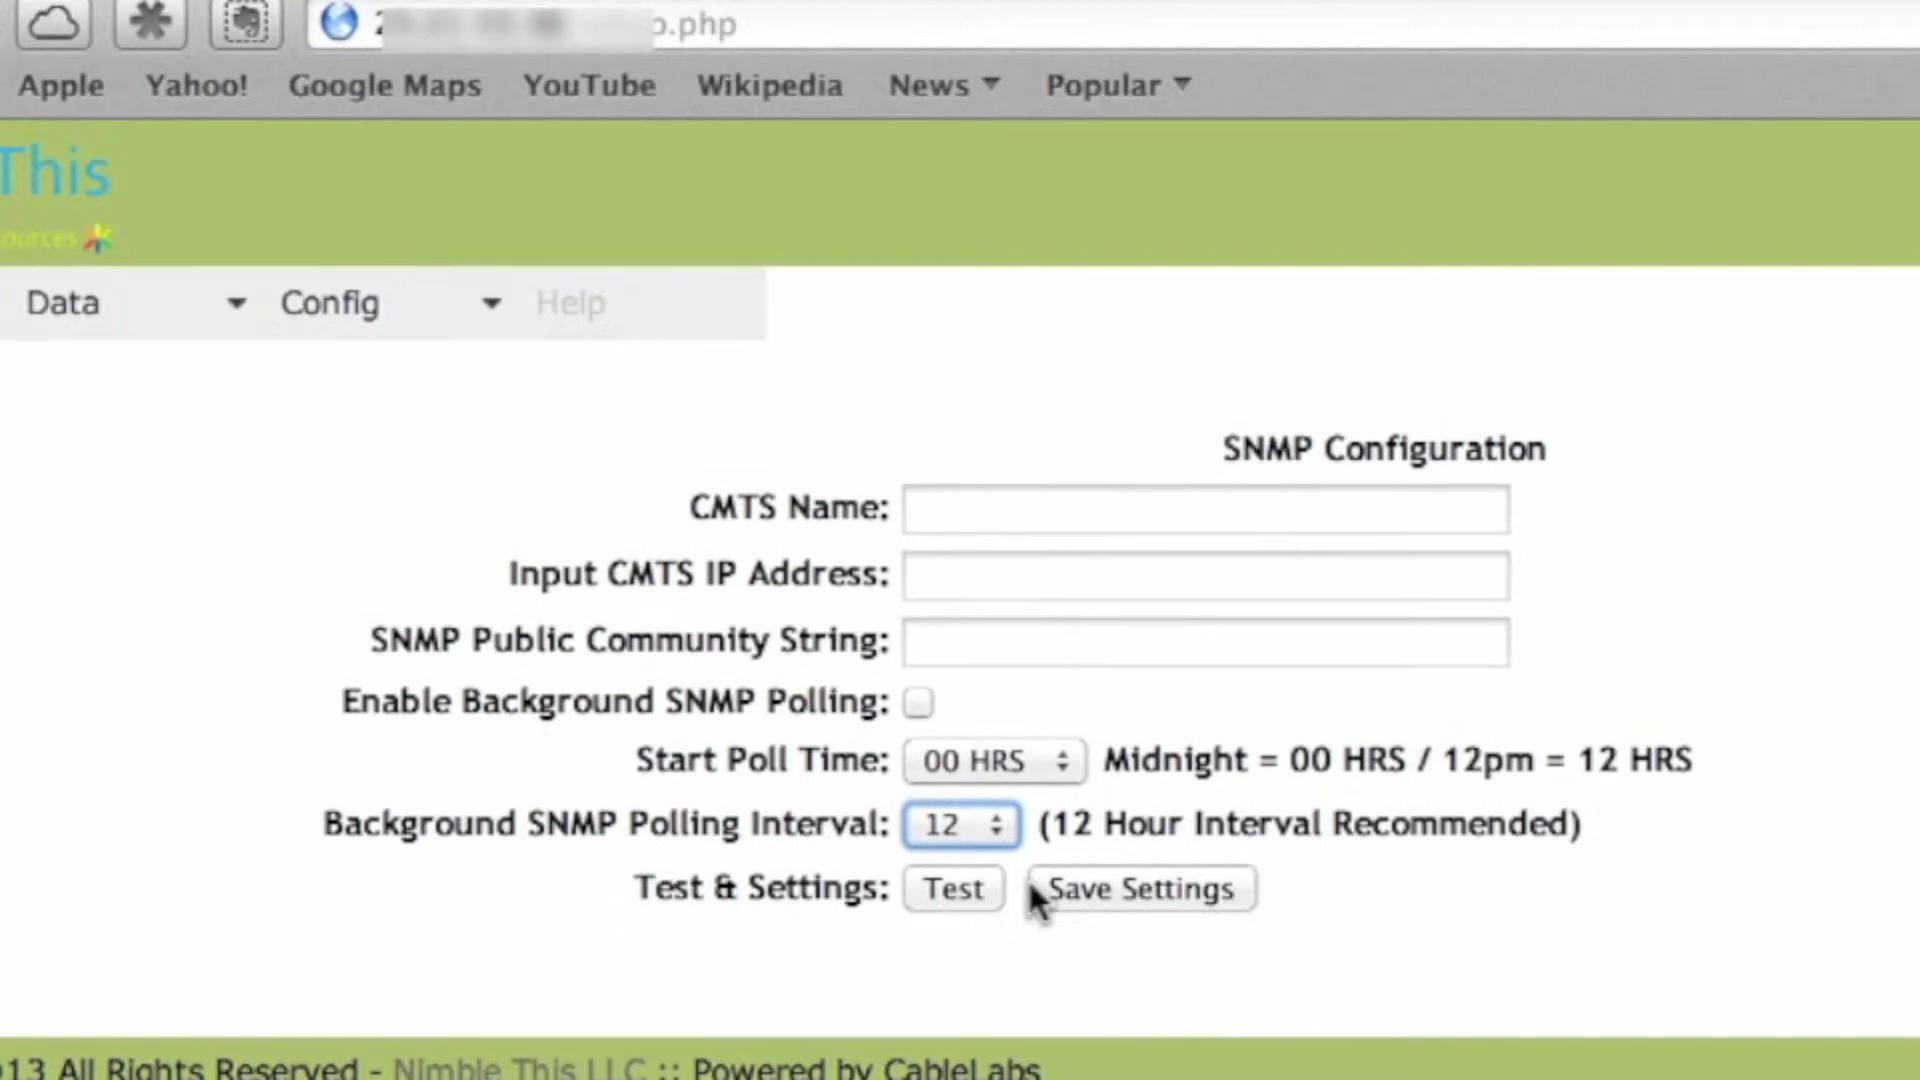 .php
Apple Yahoo! Google Maps YouTube Wikipedia News Popular
This
ources
Data Config Help
SNMP Configuration
CMTS Name:
Input CMTS IP Address:
SNMP Public Community String:
Enable Background SNMP Polling:
Start Poll Time: 00 HRS Midnight = 00 HRS / 12pm = 12 HRS
Background SNMP Polling Interval: 12 (12 Hour Interval Recommended)
Test & Settings: Test Save Settings
13 All Rights Reserved - Nimble This LLC :: Powered by CableLabs